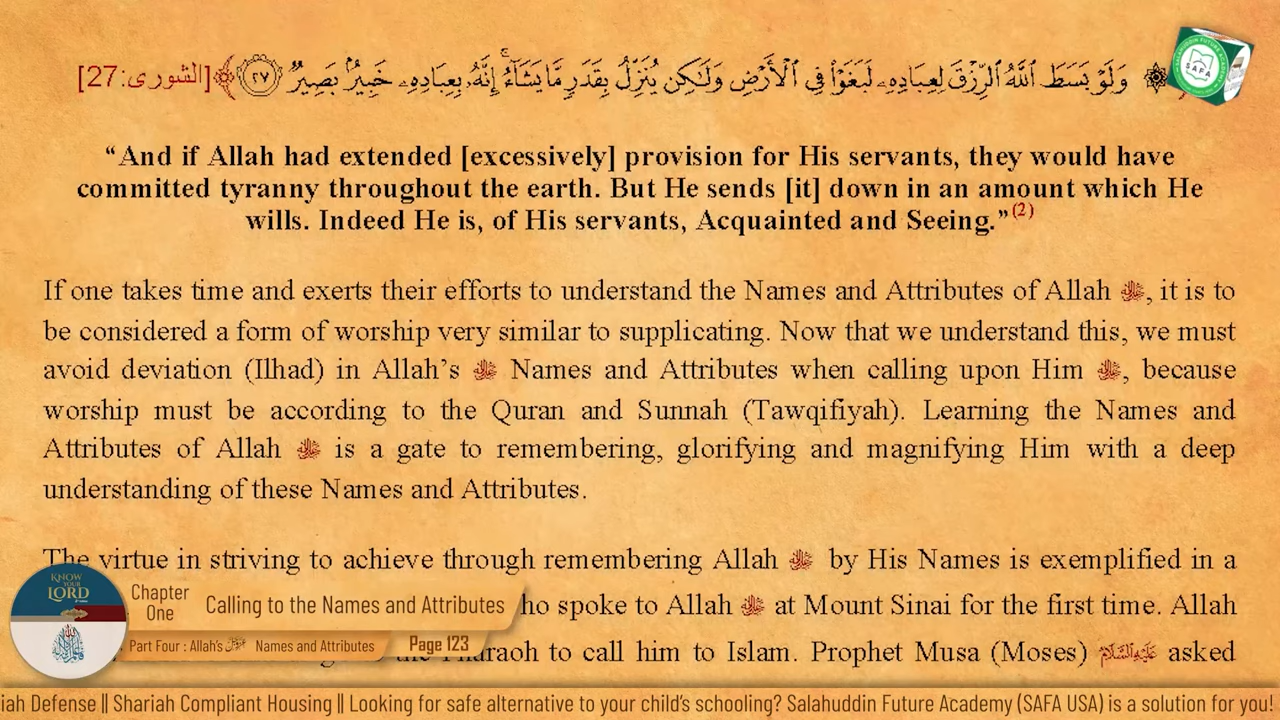 وَلَوْ بَسَطَ ٱللَّهُ ٱلرِّزْقَ لِعِبَادِهِۦ لَبَغَوْا۟ فِى ٱلْأَرْضِ وَلَـٰكِن يُنَزِّلُ بِقَدَرٍ مَّا يَشَآءُ ۚ إِنَّهُۥ بِعِبَادِهِۦ خَبِيرٌۢ بَصِيرٌ ٢٧ ﴾ [الشورى:27]
“And if Allah had extended [excessively] provision for His servants, they would have
committed tyranny throughout the earth. But He sends [it] down in an amount which He
wills. Indeed He is, of His servants, Acquainted and Seeing.”(2)
If one takes time and exerts their efforts to understand the Names and Attributes of Allah ﷻ, it is to
be considered a form of worship very similar to supplicating. Now that we understand this, we must
avoid deviation (Ilhad) in Allah’s ﷻ Names and Attributes when calling upon Him ﷻ, because
worship must be according to the Quran and Sunnah (Tawqifiyah). Learning the Names and
Attributes of Allah ﷻ is a gate to remembering, glorifying and magnifying Him with a deep
understanding of these Names and Attributes.
The virtue in striving to achieve through remembering Allah ﷻ by His Names is exemplified in a
spoke to Allah ﷻ at Mount Sinai for the first time. Allah
to call him to Islam. Prophet Musa (Moses) عليه السلام asked
KNOW
YOUR
LORD
Chapter
One
Calling to the Names and Attributes
Part Four : Allah’s ﷻ Names and Attributes
Page 123
SAFA
iah Defense || Shariah Compliant Housing || Looking for safe alternative to your child’s schooling? Salahuddin Future Academy (SAFA USA) is a solution for you!